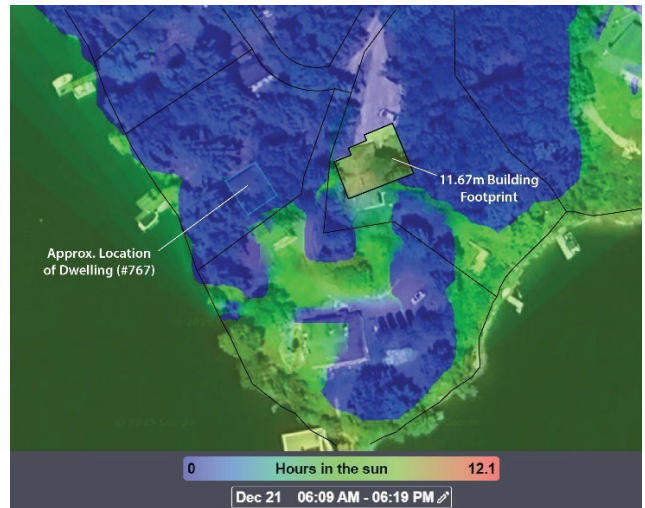 11.67m Building
Footprint
Approx. Location
of Dwelling (#767)
0 Hours in the sun 12.1
Dec 21 06:09 AM - 06:19 PM